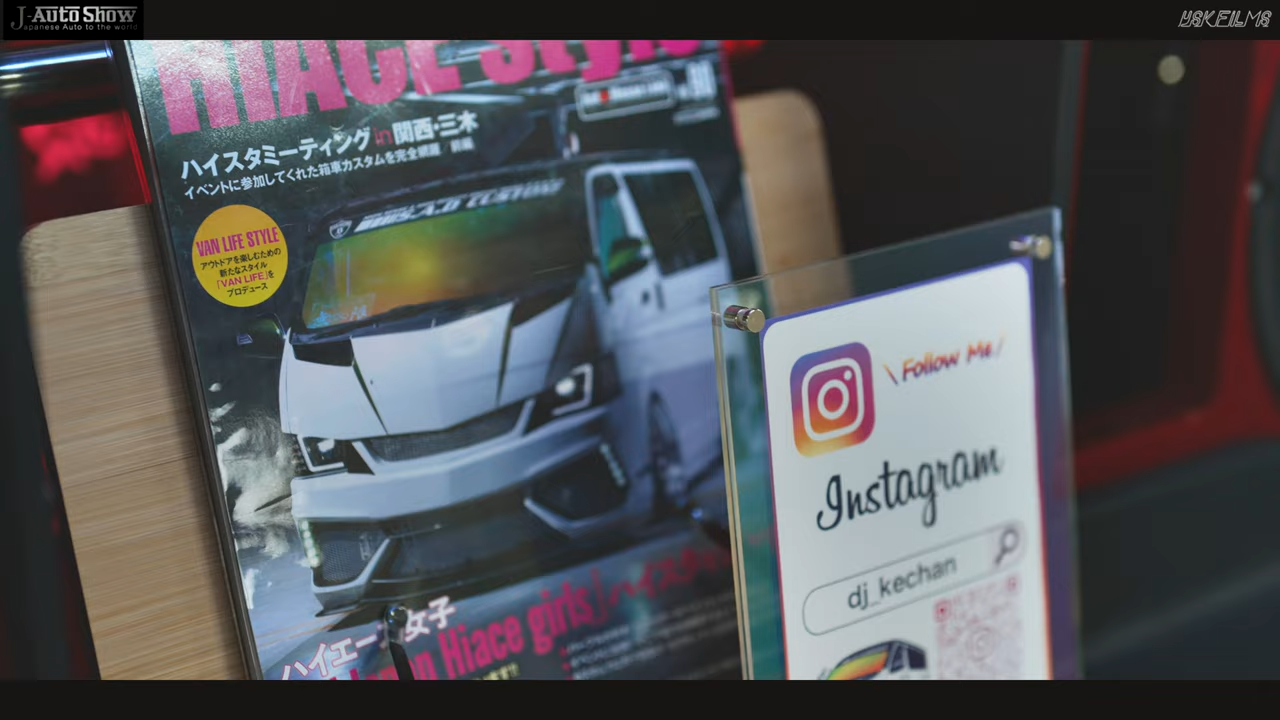 J-Auto Show
Japanese Auto to the world
USKFILMS
HIACE Style
ハイスタミーティング in 関西・三木
イベントに参加してくれた箱車カスタムを完全網羅 前編
VAN LIFE STYLE
アウトドアを楽しむための
新たなスタイル
「VAN LIFE」を
プロデュース
ハイエース女子
Hiace girls
\ Follow Me /
Instagram
dj_kechan